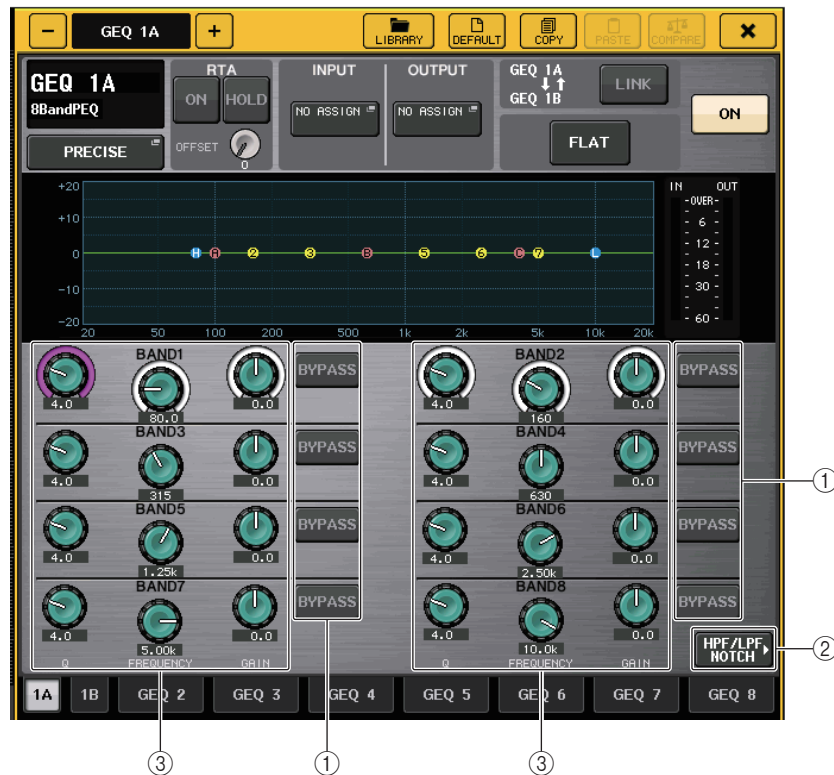 − GEQ 1A + LIBRARY DEFAULT COPY PASTE COMPARE ×
GEQ 1A
8BandPEQ
PRECISE
RTA
ON HOLD
OFFSET
0
INPUT
NO ASSIGN
OUTPUT
NO ASSIGN
GEQ 1A
↓↑
GEQ 1B
LINK
FLAT
ON
+20
+10
0
−10
−20
H A 2 3 B 5 6 C 7 L
20 50 100 200 500 1k 2k 5k 10k 20k
IN OUT
-OVER-
- 6 -
- 12 -
- 18 -
- 30 -
- 60 -
BAND1
4.0 80.0 0.0
BYPASS
BAND2
4.0 160 0.0
BYPASS
BAND3
4.0 315 0.0
BYPASS
BAND4
4.0 630 0.0
BYPASS
①
BAND5
4.0 1.25k 0.0
BYPASS
BAND6
4.0 2.50k 0.0
BYPASS
BAND7
4.0 5.00k 0.0
BYPASS
BAND8
4.0 10.0k 0.0
BYPASS
Q FREQUENCY GAIN
Q FREQUENCY GAIN
HPF/LPF
NOTCH
②
1A 1B GEQ 2 GEQ 3 GEQ 4 GEQ 5 GEQ 6 GEQ 7 GEQ 8
③ ① ③